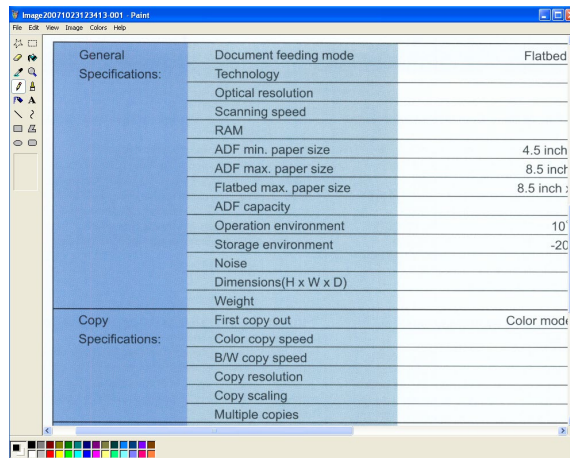 Image20071023123413-001 - Paint
File Edit View Image Colors Help
General Document feeding mode Flatbed
Specifications: Technology
Optical resolution
Scanning speed
RAM
ADF min. paper size 4.5 inch
ADF max. paper size 8.5 inch
Flatbed max. paper size 8.5 inch
ADF capacity
Operation environment 10
Storage environment -20
Noise
Dimensions(H x W x D)
Weight
Copy First copy out Color mode
Specifications: Color copy speed
B/W copy speed
Copy resolution
Copy scaling
Multiple copies